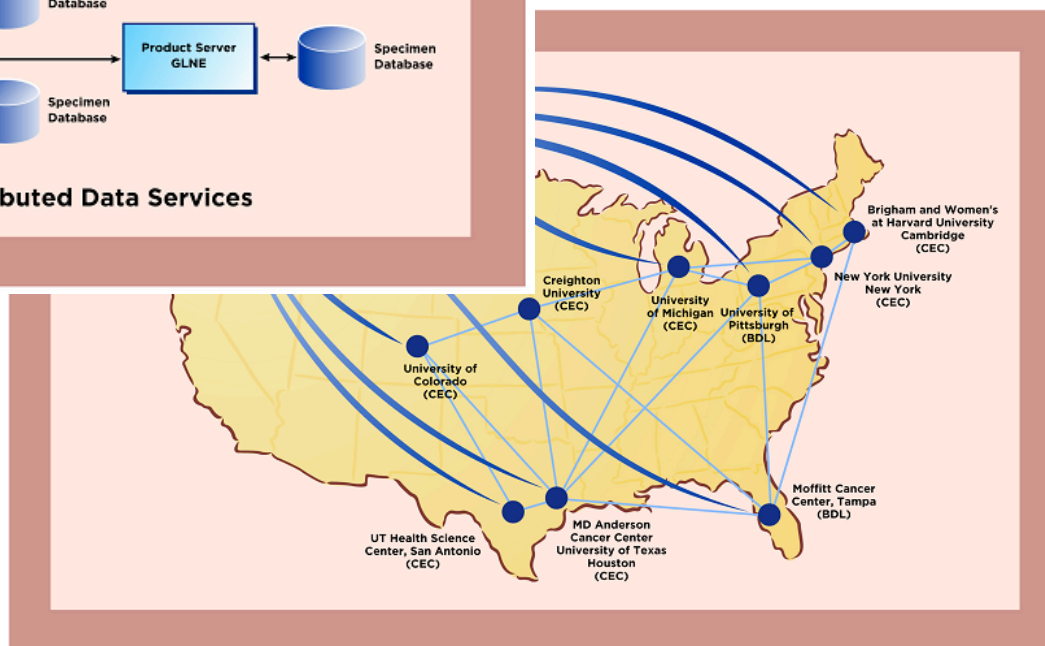 Database
Product Server
GLNE
Specimen
Database
Specimen
Database
buted Data Services
Brigham and Women's
at Harvard University
Cambridge
(CEC)
New York University
New York
(CEC)
Creighton
University
(CEC)
University
of Michigan
(CEC)
University of
Pittsburgh
(BDL)
University of
Colorado
(CEC)
Moffitt Cancer
Center, Tampa
(BDL)
UT Health Science
Center, San Antonio
(CEC)
MD Anderson
Cancer Center
University of Texas
Houston
(CEC)